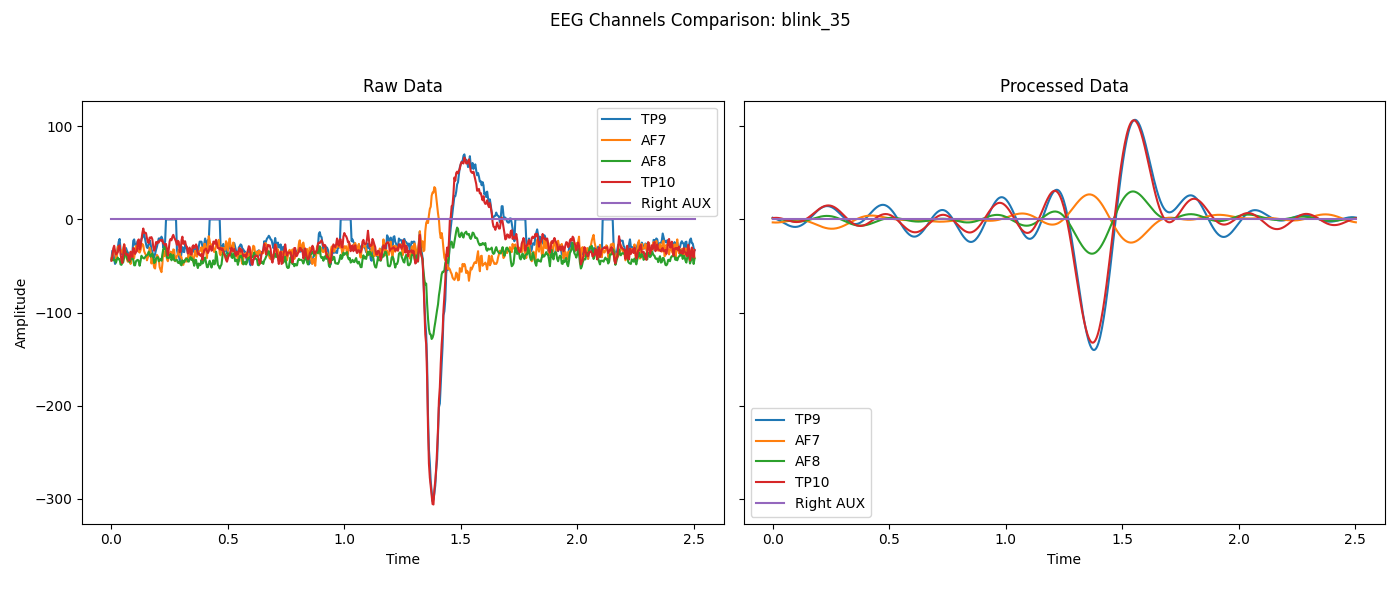 EEG Channels Comparison: blink_35
Raw Data
Amplitude
100
0
−100
−200
−300
TP9
AF7
AF8
TP10
Right AUX
0.0 0.5 1.0 1.5 2.0 2.5
Time
Processed Data
TP9
AF7
AF8
TP10
Right AUX
0.0 0.5 1.0 1.5 2.0 2.5
Time